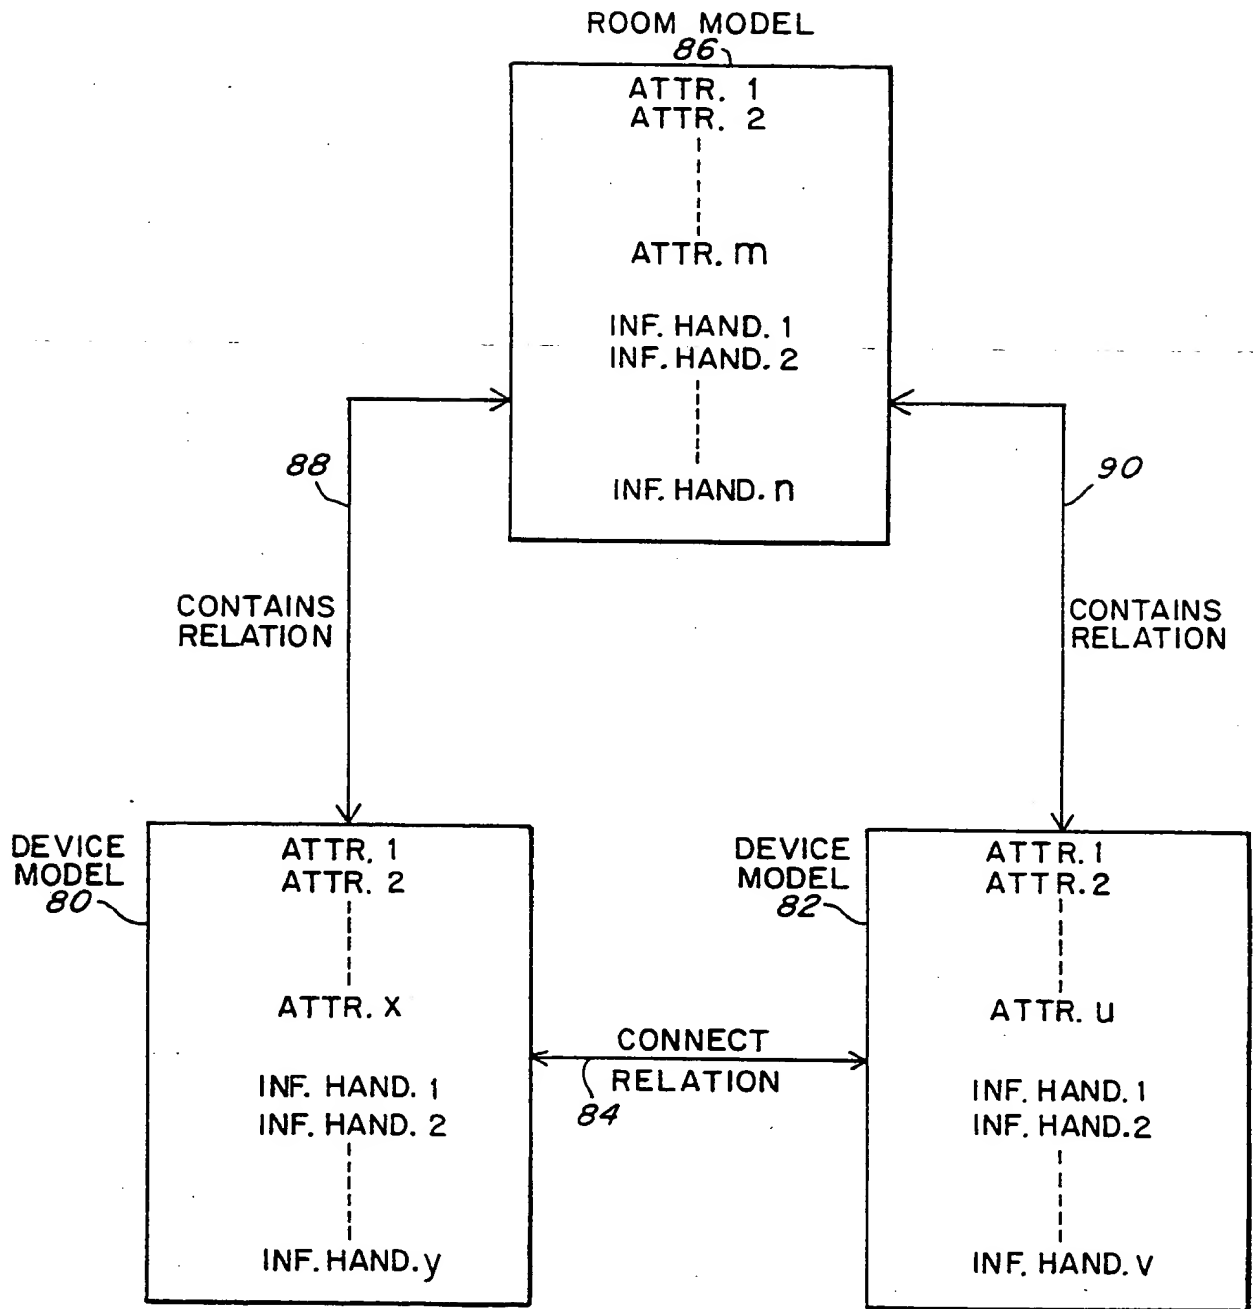 ROOM MODEL
86
ATTR. 1
ATTR. 2
ATTR. m
INF. HAND. 1
INF. HAND. 2
INF. HAND. n
88
90
CONTAINS
RELATION
CONTAINS
RELATION
DEVICE
MODEL
80
ATTR. 1
ATTR. 2
ATTR. x
INF. HAND. 1
INF. HAND. 2
INF. HAND. y
CONNECT
RELATION
84
DEVICE
MODEL
82
ATTR. 1
ATTR. 2
ATTR. u
INF. HAND. 1
INF. HAND. 2
INF. HAND. v